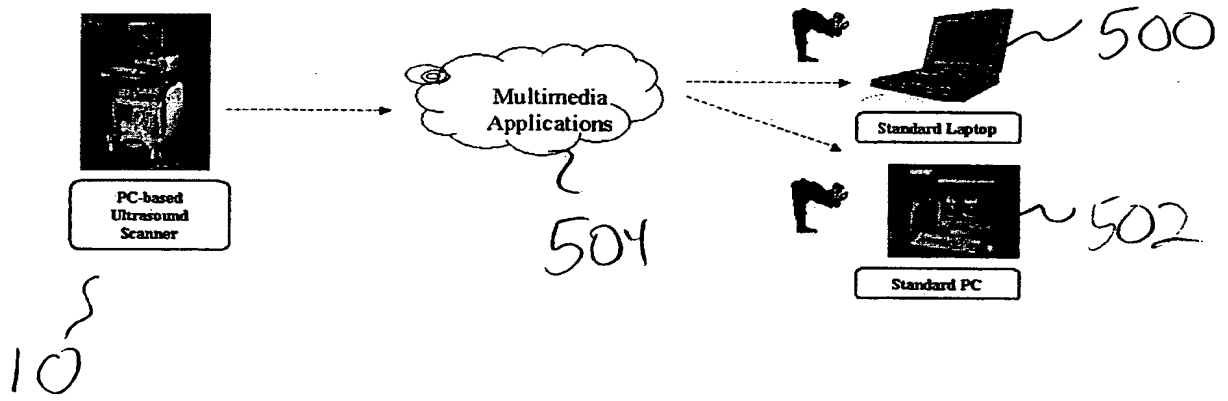 500
Multimedia
Applications
Standard Laptop
PC-based
Ultrasound
Scanner
504
502
Standard PC
10